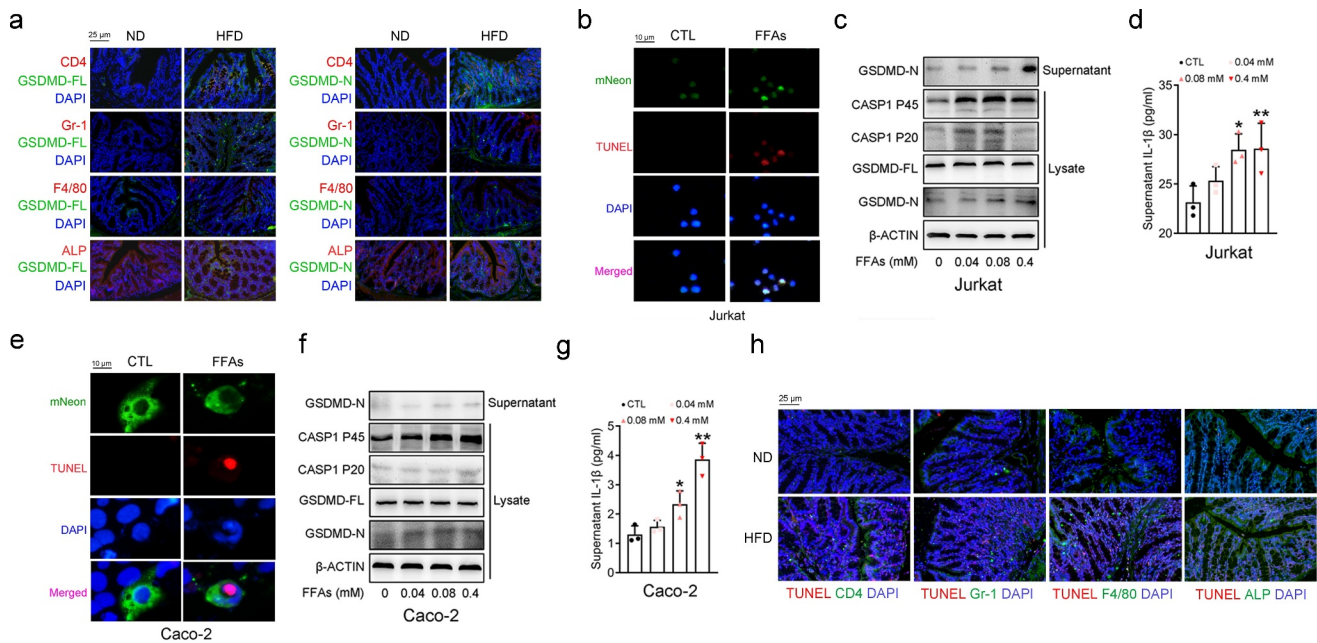 a
25 μm
ND HFD ND HFD
CD4
GSDMD-FL
DAPI
CD4
GSDMD-N
DAPI
Gr-1
GSDMD-FL
DAPI
Gr-1
GSDMD-N
DAPI
F4/80
GSDMD-FL
DAPI
F4/80
GSDMD-N
DAPI
ALP
GSDMD-FL
DAPI
ALP
GSDMD-N
DAPI
b
10 μm
CTL FFAs
mNeon
TUNEL
DAPI
Merged
Jurkat
c
GSDMD-N Supernatant
CASP1 P45
CASP1 P20
GSDMD-FL Lysate
GSDMD-N
β-ACTIN
FFAs (mM) 0 0.04 0.08 0.4
Jurkat
d
CTL 0.04 mM
0.08 mM 0.4 mM
Supernatant IL-1β (pg/ml)
35
30
25
20
* **
Jurkat
e
10 μm
CTL FFAs
mNeon
TUNEL
DAPI
Merged
Caco-2
f
GSDMD-N Supernatant
CASP1 P45
CASP1 P20
GSDMD-FL Lysate
GSDMD-N
β-ACTIN
FFAs (mM) 0 0.04 0.08 0.4
Caco-2
g
CTL 0.04 mM
0.08 mM 0.4 mM
Supernatant IL-1β (pg/ml)
5
4
3
2
1
0
* **
Caco-2
h
25 μm
ND
HFD
TUNEL CD4 DAPI TUNEL Gr-1 DAPI TUNEL F4/80 DAPI TUNEL ALP DAPI